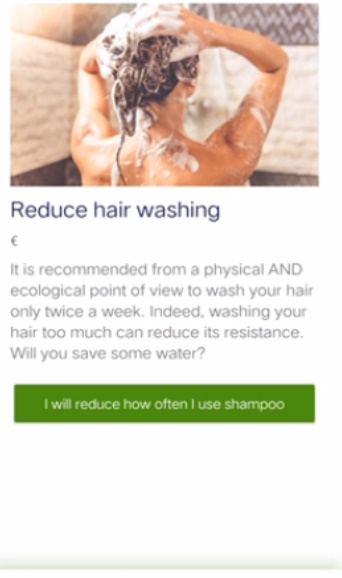 Reduce hair washing
€
It is recommended from a physical AND
ecological point of view to wash your hair
only twice a week. Indeed, washing your
hair too much can reduce its resistance.
Will you save some water?
I will reduce how often I use shampoo